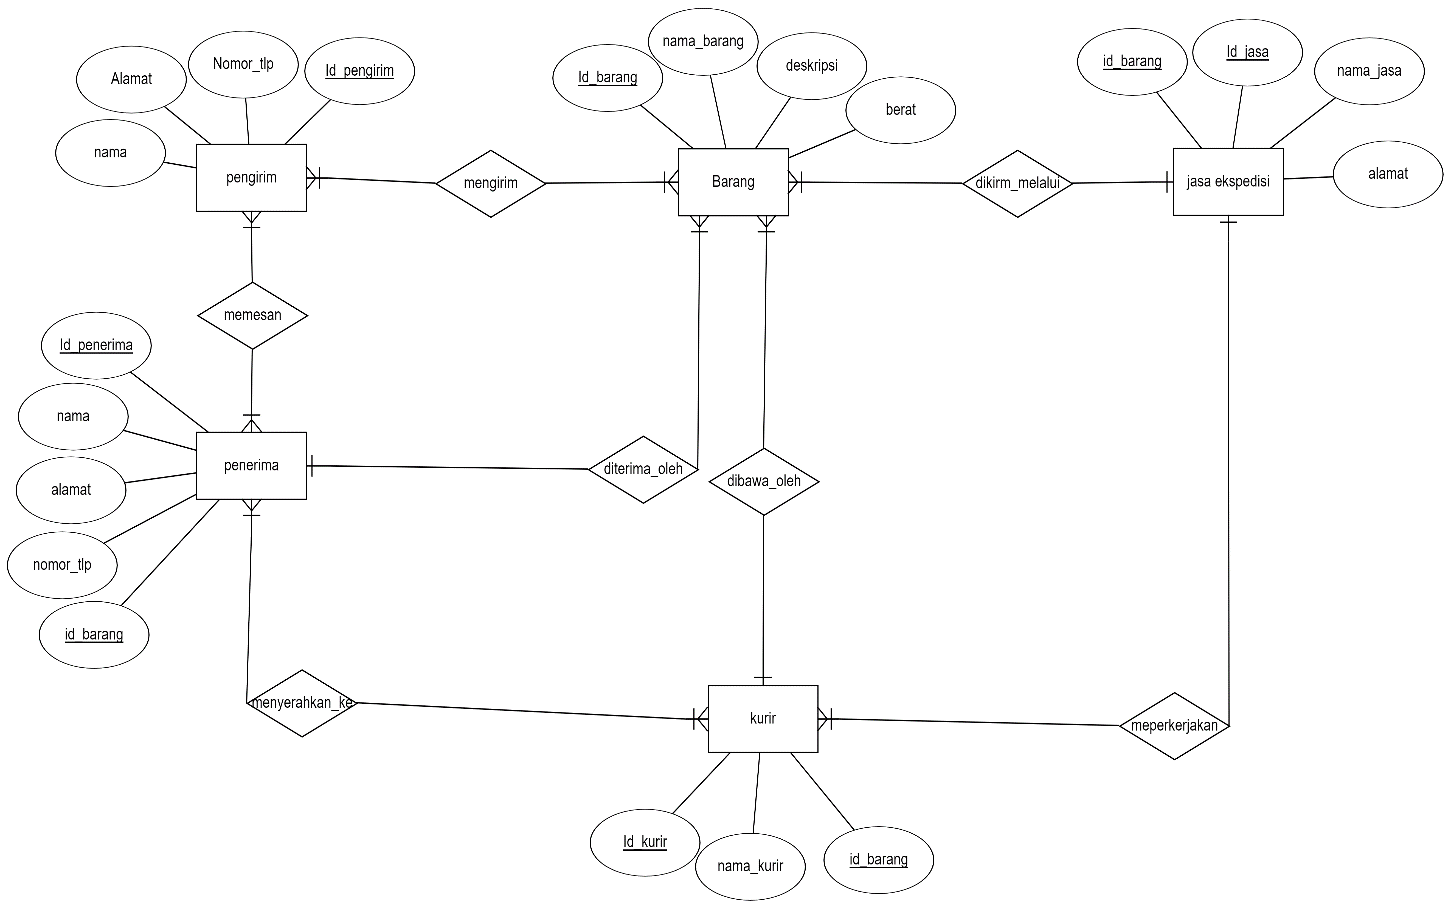 Alamat
Nomor_tlp
Id_pengirim
nama
pengirim
mengirim
Id_barang
nama_barang
deskripsi
berat
Barang
dikirm_melalui
id_barang
Id_jasa
nama_jasa
alamat
jasa ekspedisi
memesan
Id_penerima
nama
alamat
nomor_tlp
id_barang
penerima
diterima_oleh
dibawa_oleh
menyerahkan_ke
kurir
meperkerjakan
Id_kurir
nama_kurir
id_barang